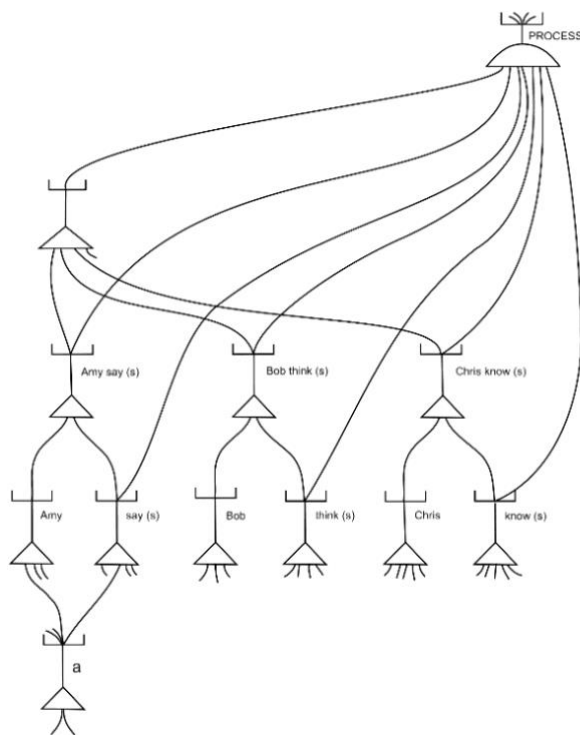 PROCESS
Amy say (s)
Bob think (s)
Chris know (s)
Amy
say (s)
Bob
think (s)
Chris
know (s)
a